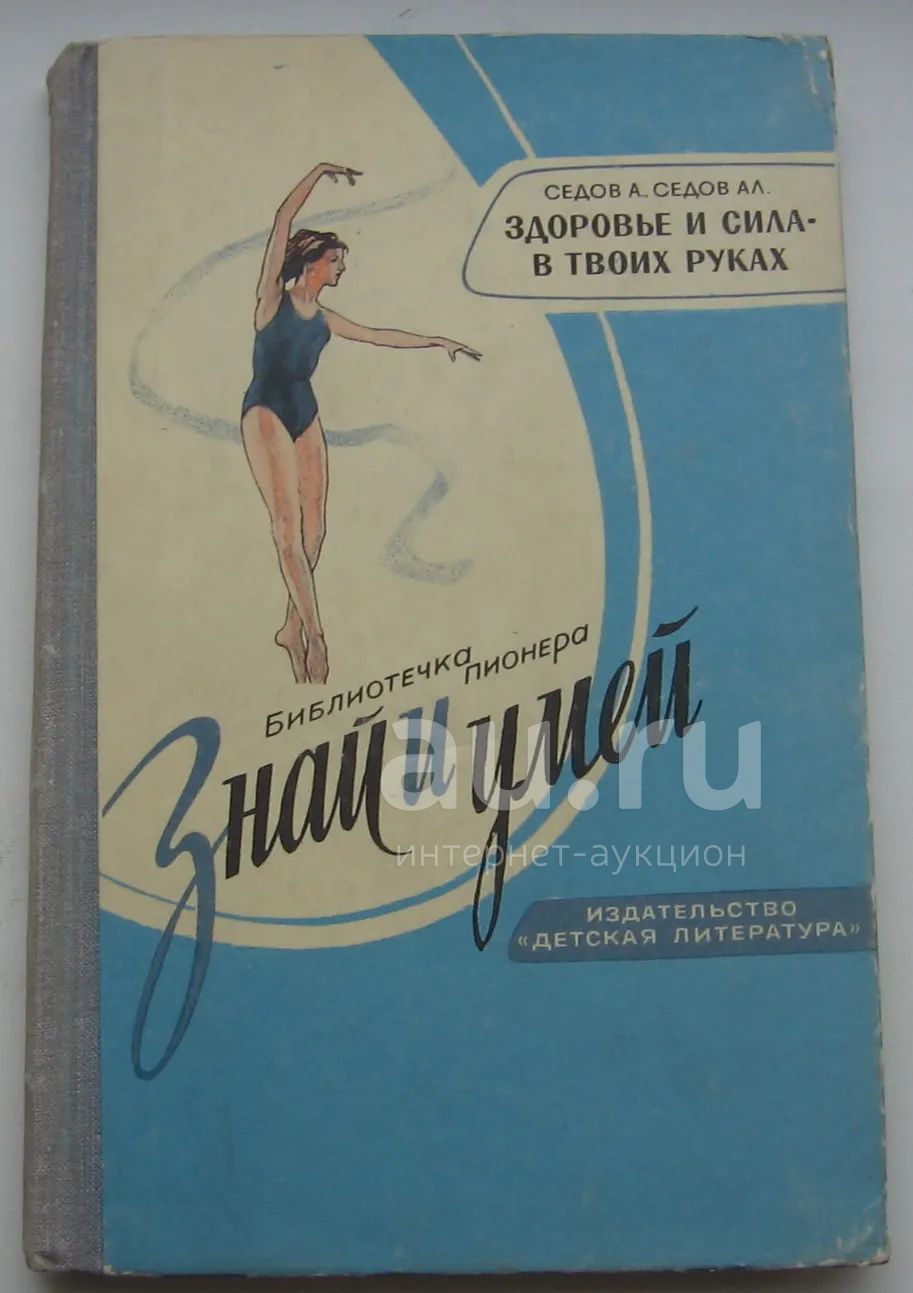 СЕДОВ А., СЕДОВ АЛ.
ЗДОРОВЬЕ И СИЛА-
В ТВОИХ РУКАХ
Библиотечка
пионера
Знай и умей
au.ru
интернет-аукцион
ИЗДАТЕЛЬСТВО
«ДЕТСКАЯ ЛИТЕРАТУРА»